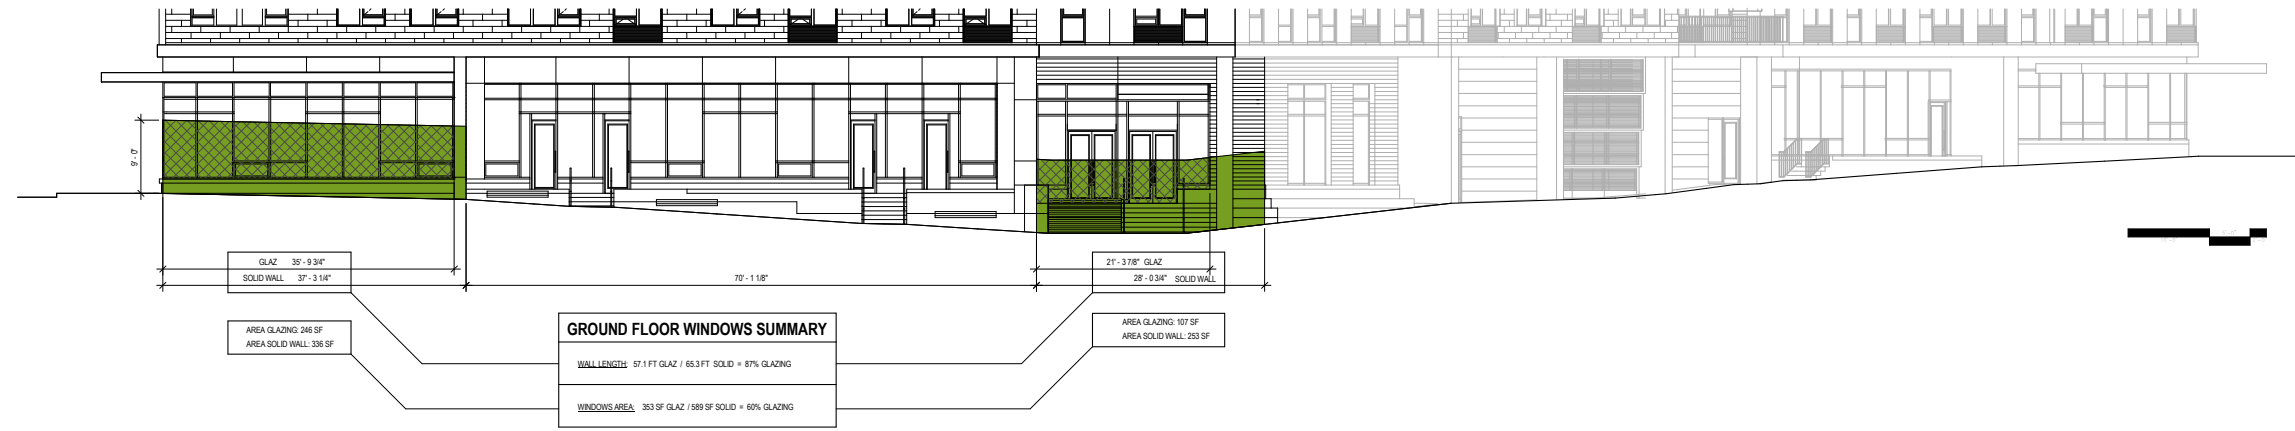 9' - 0"
GLAZ 35' - 9 3/4"
SOLID WALL 37' - 3 1/4"
70' - 1 1/8"
21' - 3 7/8" GLAZ
28' - 0 3/4" SOLID WALL
AREA GLAZING: 246 SF
AREA SOLID WALL: 336 SF
GROUND FLOOR WINDOWS SUMMARY
WALL LENGTH: 57.1 FT GLAZ / 65.3 FT SOLID = 87% GLAZING
WINDOWS AREA: 353 SF GLAZ / 589 SF SOLID = 60% GLAZING
AREA GLAZING: 107 SF
AREA SOLID WALL: 253 SF